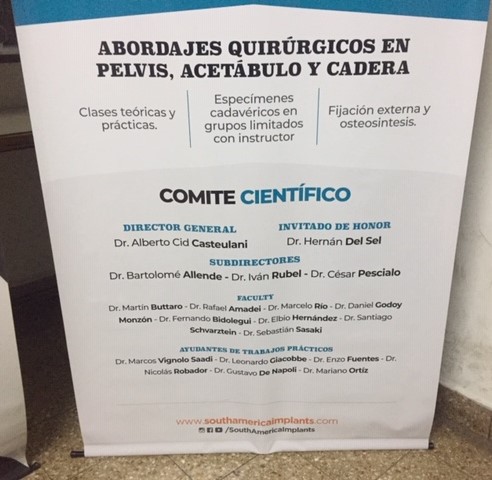 ABORDAJES QUIRÚRGICOS EN
PELVIS, ACETÁBULO Y CADERA
Clases teóricas y
prácticas.
Especímenes
cadavéricos en
grupos limitados
con instructor
Fijación externa y
osteosintesis.
COMITE CIENTÍFICO
DIRECTOR GENERAL
Dr. Alberto Cid Casteulani
INVITADO DE HONOR
Dr. Hernán Del Sel
SUBDIRECTORES
Dr. Bartolomé Allende - Dr. Iván Rubel - Dr. César Pescialo
FACULTY
Dr. Martín Buttaro - Dr. Rafael Amadei - Dr. Marcelo Río - Dr. Daniel Godoy
Monzón - Dr. Fernando Bidolegui - Dr. Elbio Hernández - Dr. Santiago
Schvarztein - Dr. Sebastián Sasaki
AYUDANTES DE TRABAJOS PRÁCTICOS
Dr. Marcos Vignolo Saadi - Dr. Leonardo Giacobbe - Dr. Enzo Fuentes - Dr.
Nicolás Robador - Dr. Gustavo De Napoli - Dr. Mariano Ortíz
www.southamericaimplants.com
/SouthAmericaImplants